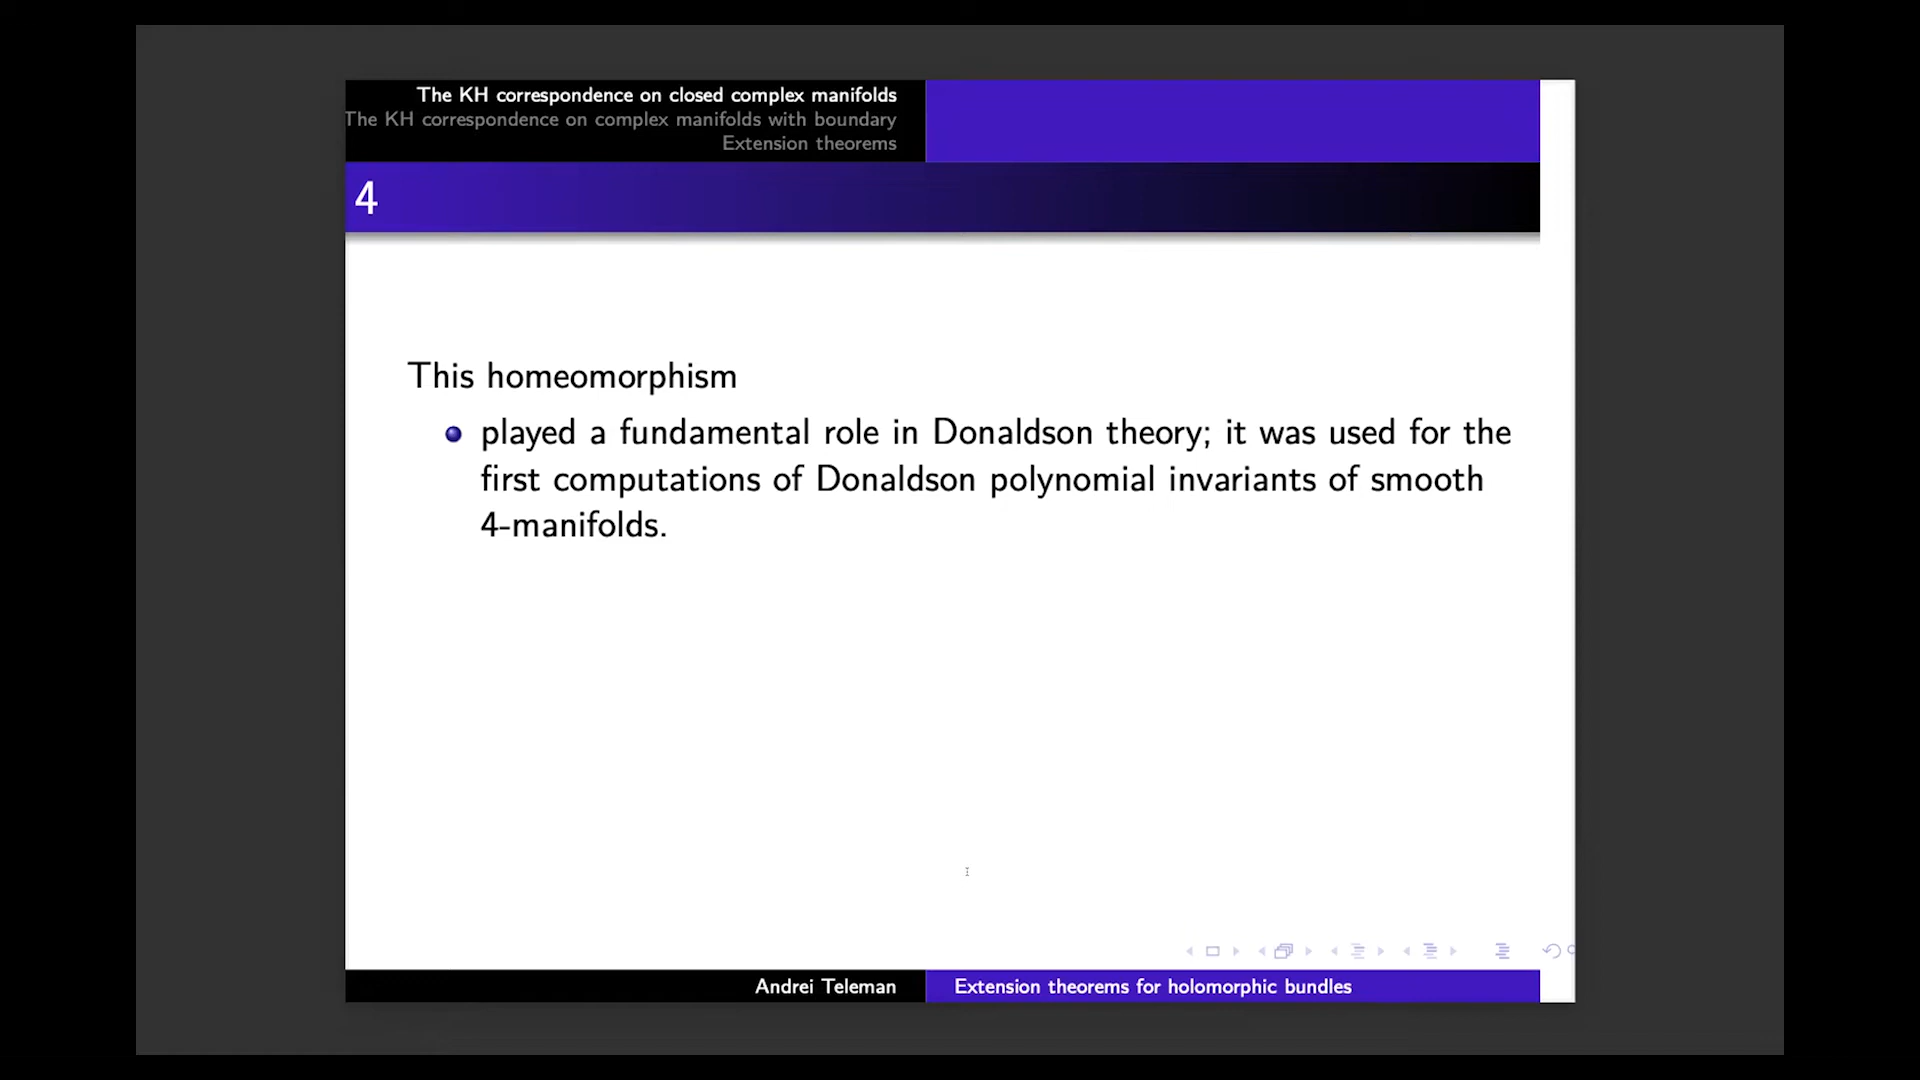 The KH correspondence on closed complex manifolds
The KH correspondence on complex manifolds with boundary
Extension theorems
4
This homeomorphism
played a fundamental role in Donaldson theory; it was used for the
first computations of Donaldson polynomial invariants of smooth
4-manifolds.
Andrei Teleman
Extension theorems for holomorphic bundles